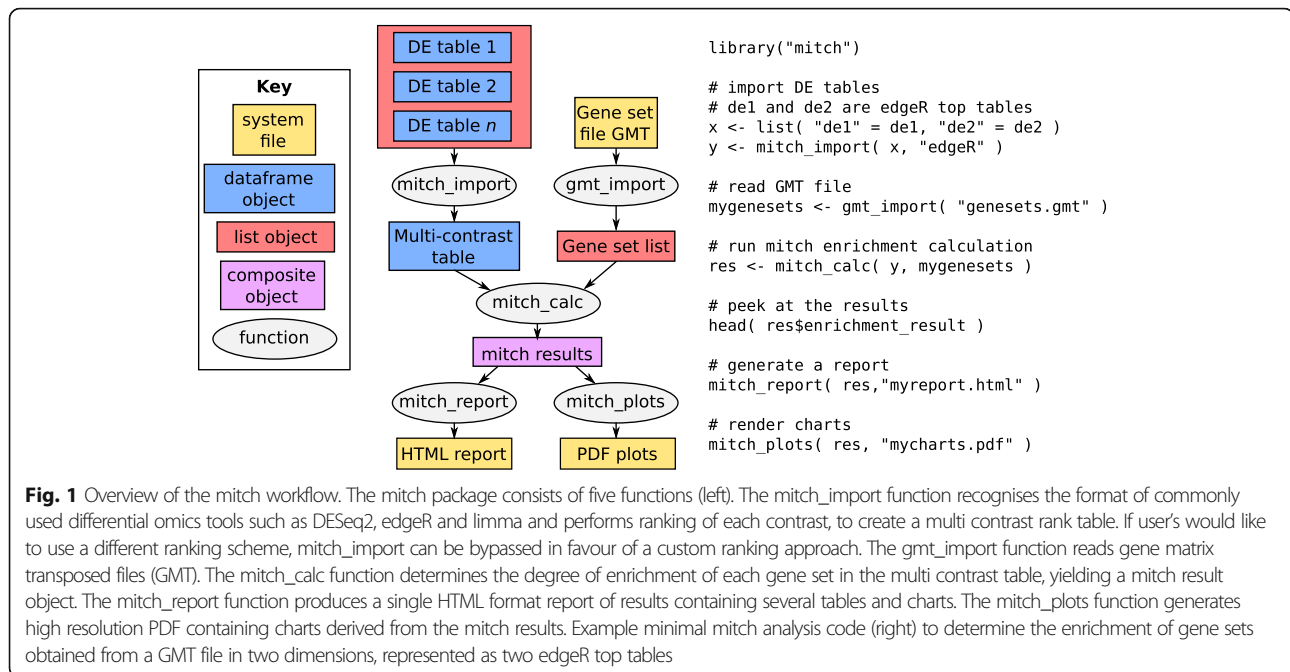 Key
system
file
dataframe
object
list object
composite
object
function
DE table 1
DE table 2
DE table n
Gene set
file GMT
mitch_import
gmt_import
Multi-contrast
table
Gene set list
mitch_calc
mitch results
mitch_report
mitch_plots
HTML report
PDF plots
library("mitch")
# import DE tables
# de1 and de2 are edgeR top tables
x <- list( "de1" = de1, "de2" = de2 )
y <- mitch_import( x, "edgeR" )
# read GMT file
mygenesets <- gmt_import( "genesets.gmt" )
# run mitch enrichment calculation
res <- mitch_calc( y, mygenesets )
# peek at the results
head( res$enrichment_result )
# generate a report
mitch_report( res,"myreport.html" )
# render charts
mitch_plots( res, "mycharts.pdf" )
Fig. 1 Overview of the mitch workflow. The mitch package consists of five functions (left). The mitch_import function recognises the format of commonly
used differential omics tools such as DESeq2, edgeR and limma and performs ranking of each contrast, to create a multi contrast rank table. If user's would like
to use a different ranking scheme, mitch_import can be bypassed in favour of a custom ranking approach. The gmt_import function reads gene matrix
transposed files (GMT). The mitch_calc function determines the degree of enrichment of each gene set in the multi contrast table, yielding a mitch result
object. The mitch_report function produces a single HTML format report of results containing several tables and charts. The mitch_plots function generates
high resolution PDF containing charts derived from the mitch results. Example minimal mitch analysis code (right) to determine the enrichment of gene sets
obtained from a GMT file in two dimensions, represented as two edgeR top tables